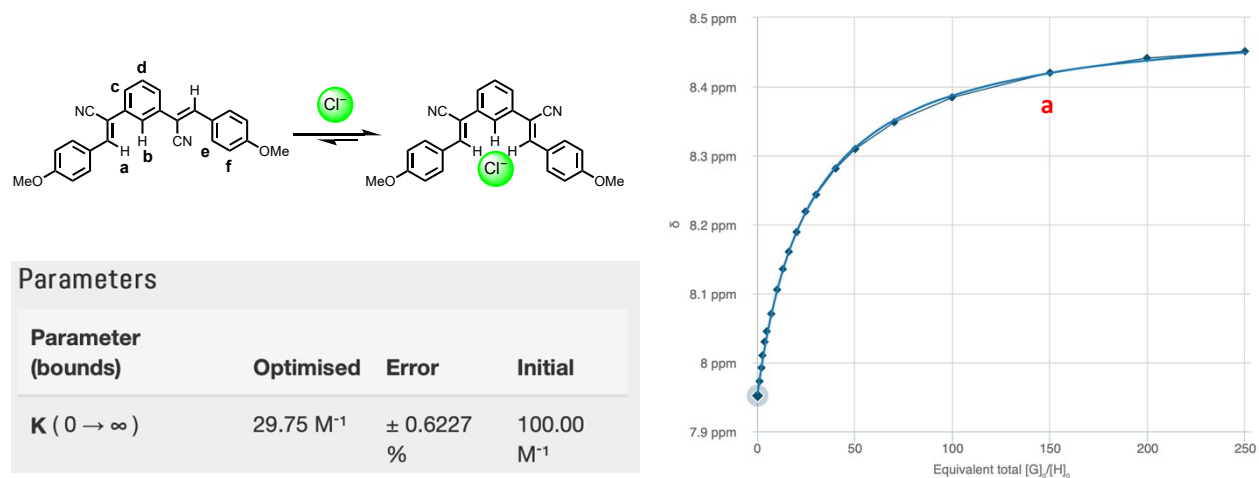 d
c
H
NC
H
b
CN
e
f
H
a
MeO
OMe
Cl⁻
NC
CN
H
H
H
Cl⁻
MeO
OMe
Parameters
Parameter
(bounds)
Optimised
Error
Initial
K ( 0 → ∞ )
29.75 M⁻¹
± 0.6227
%
100.00
M⁻¹
8.5 ppm
8.4 ppm
8.3 ppm
8.2 ppm
8.1 ppm
8 ppm
7.9 ppm
δ
a
0
50
100
150
200
250
Equivalent total [G]₀/[H]₀